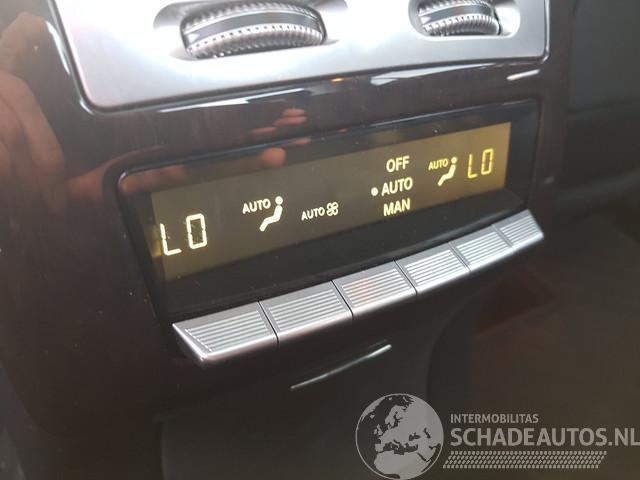 LO AUTO AUTO OFF AUTO LO
• AUTO
MAN
INTERMOBILITAS
SCHADEAUTOS.NL